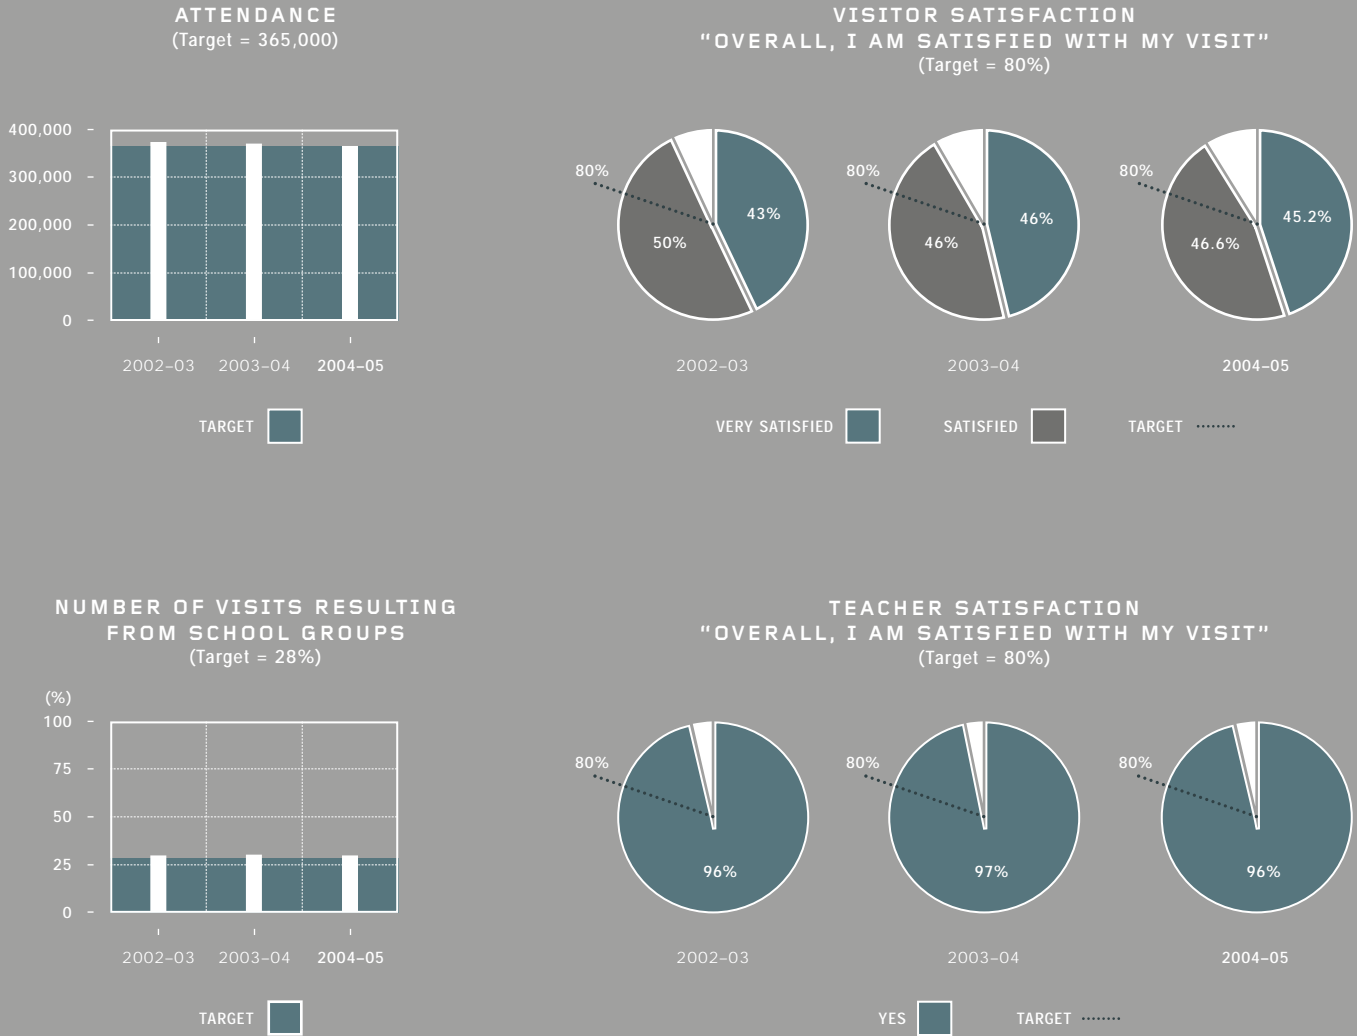 ATTENDANCE
(Target = 365,000)
400,000
300,000
200,000
100,000
0
2002–03 2003–04 2004–05
TARGET
VISITOR SATISFACTION
“OVERALL, I AM SATISFIED WITH MY VISIT”
(Target = 80%)
80% 43% 50%
80% 46% 46%
80% 45.2% 46.6%
2002–03 2003–04 2004–05
VERY SATISFIED SATISFIED TARGET
NUMBER OF VISITS RESULTING
FROM SCHOOL GROUPS
(Target = 28%)
(%)
100
75
50
25
0
2002–03 2003–04 2004–05
TARGET
TEACHER SATISFACTION
“OVERALL, I AM SATISFIED WITH MY VISIT”
(Target = 80%)
80% 80% 80%
96% 97% 96%
2002–03 2003–04 2004–05
YES TARGET